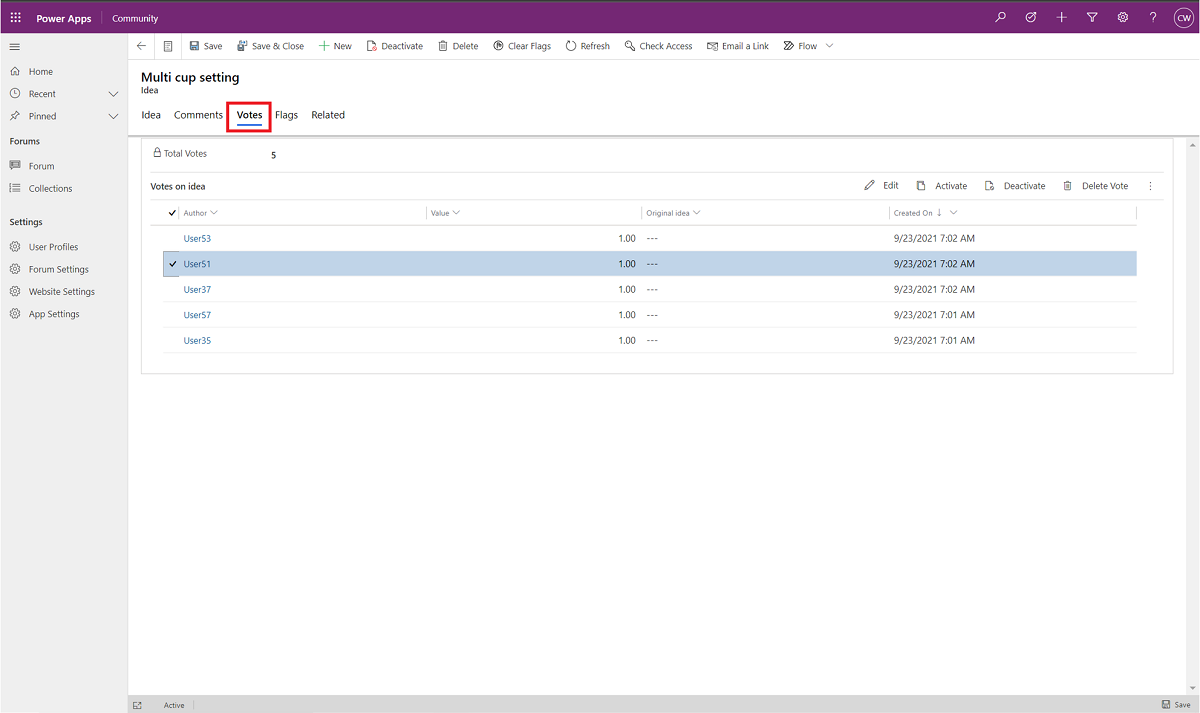 Power Apps Community ? CW
Save Save & Close New Deactivate Delete Clear Flags Refresh Check Access Email a Link Flow
Home
Recent
Pinned
Forums
Forum
Collections
Settings
User Profiles
Forum Settings
Website Settings
App Settings
Multi cup setting
Idea
Idea Comments Votes Flags Related
Total Votes 5
Votes on idea Edit Activate Deactivate Delete Vote
Author Value Original idea Created On
User53 1.00 --- 9/23/2021 7:02 AM
User51 1.00 --- 9/23/2021 7:02 AM
User37 1.00 --- 9/23/2021 7:02 AM
User57 1.00 --- 9/23/2021 7:01 AM
User35 1.00 --- 9/23/2021 7:01 AM
Active Save